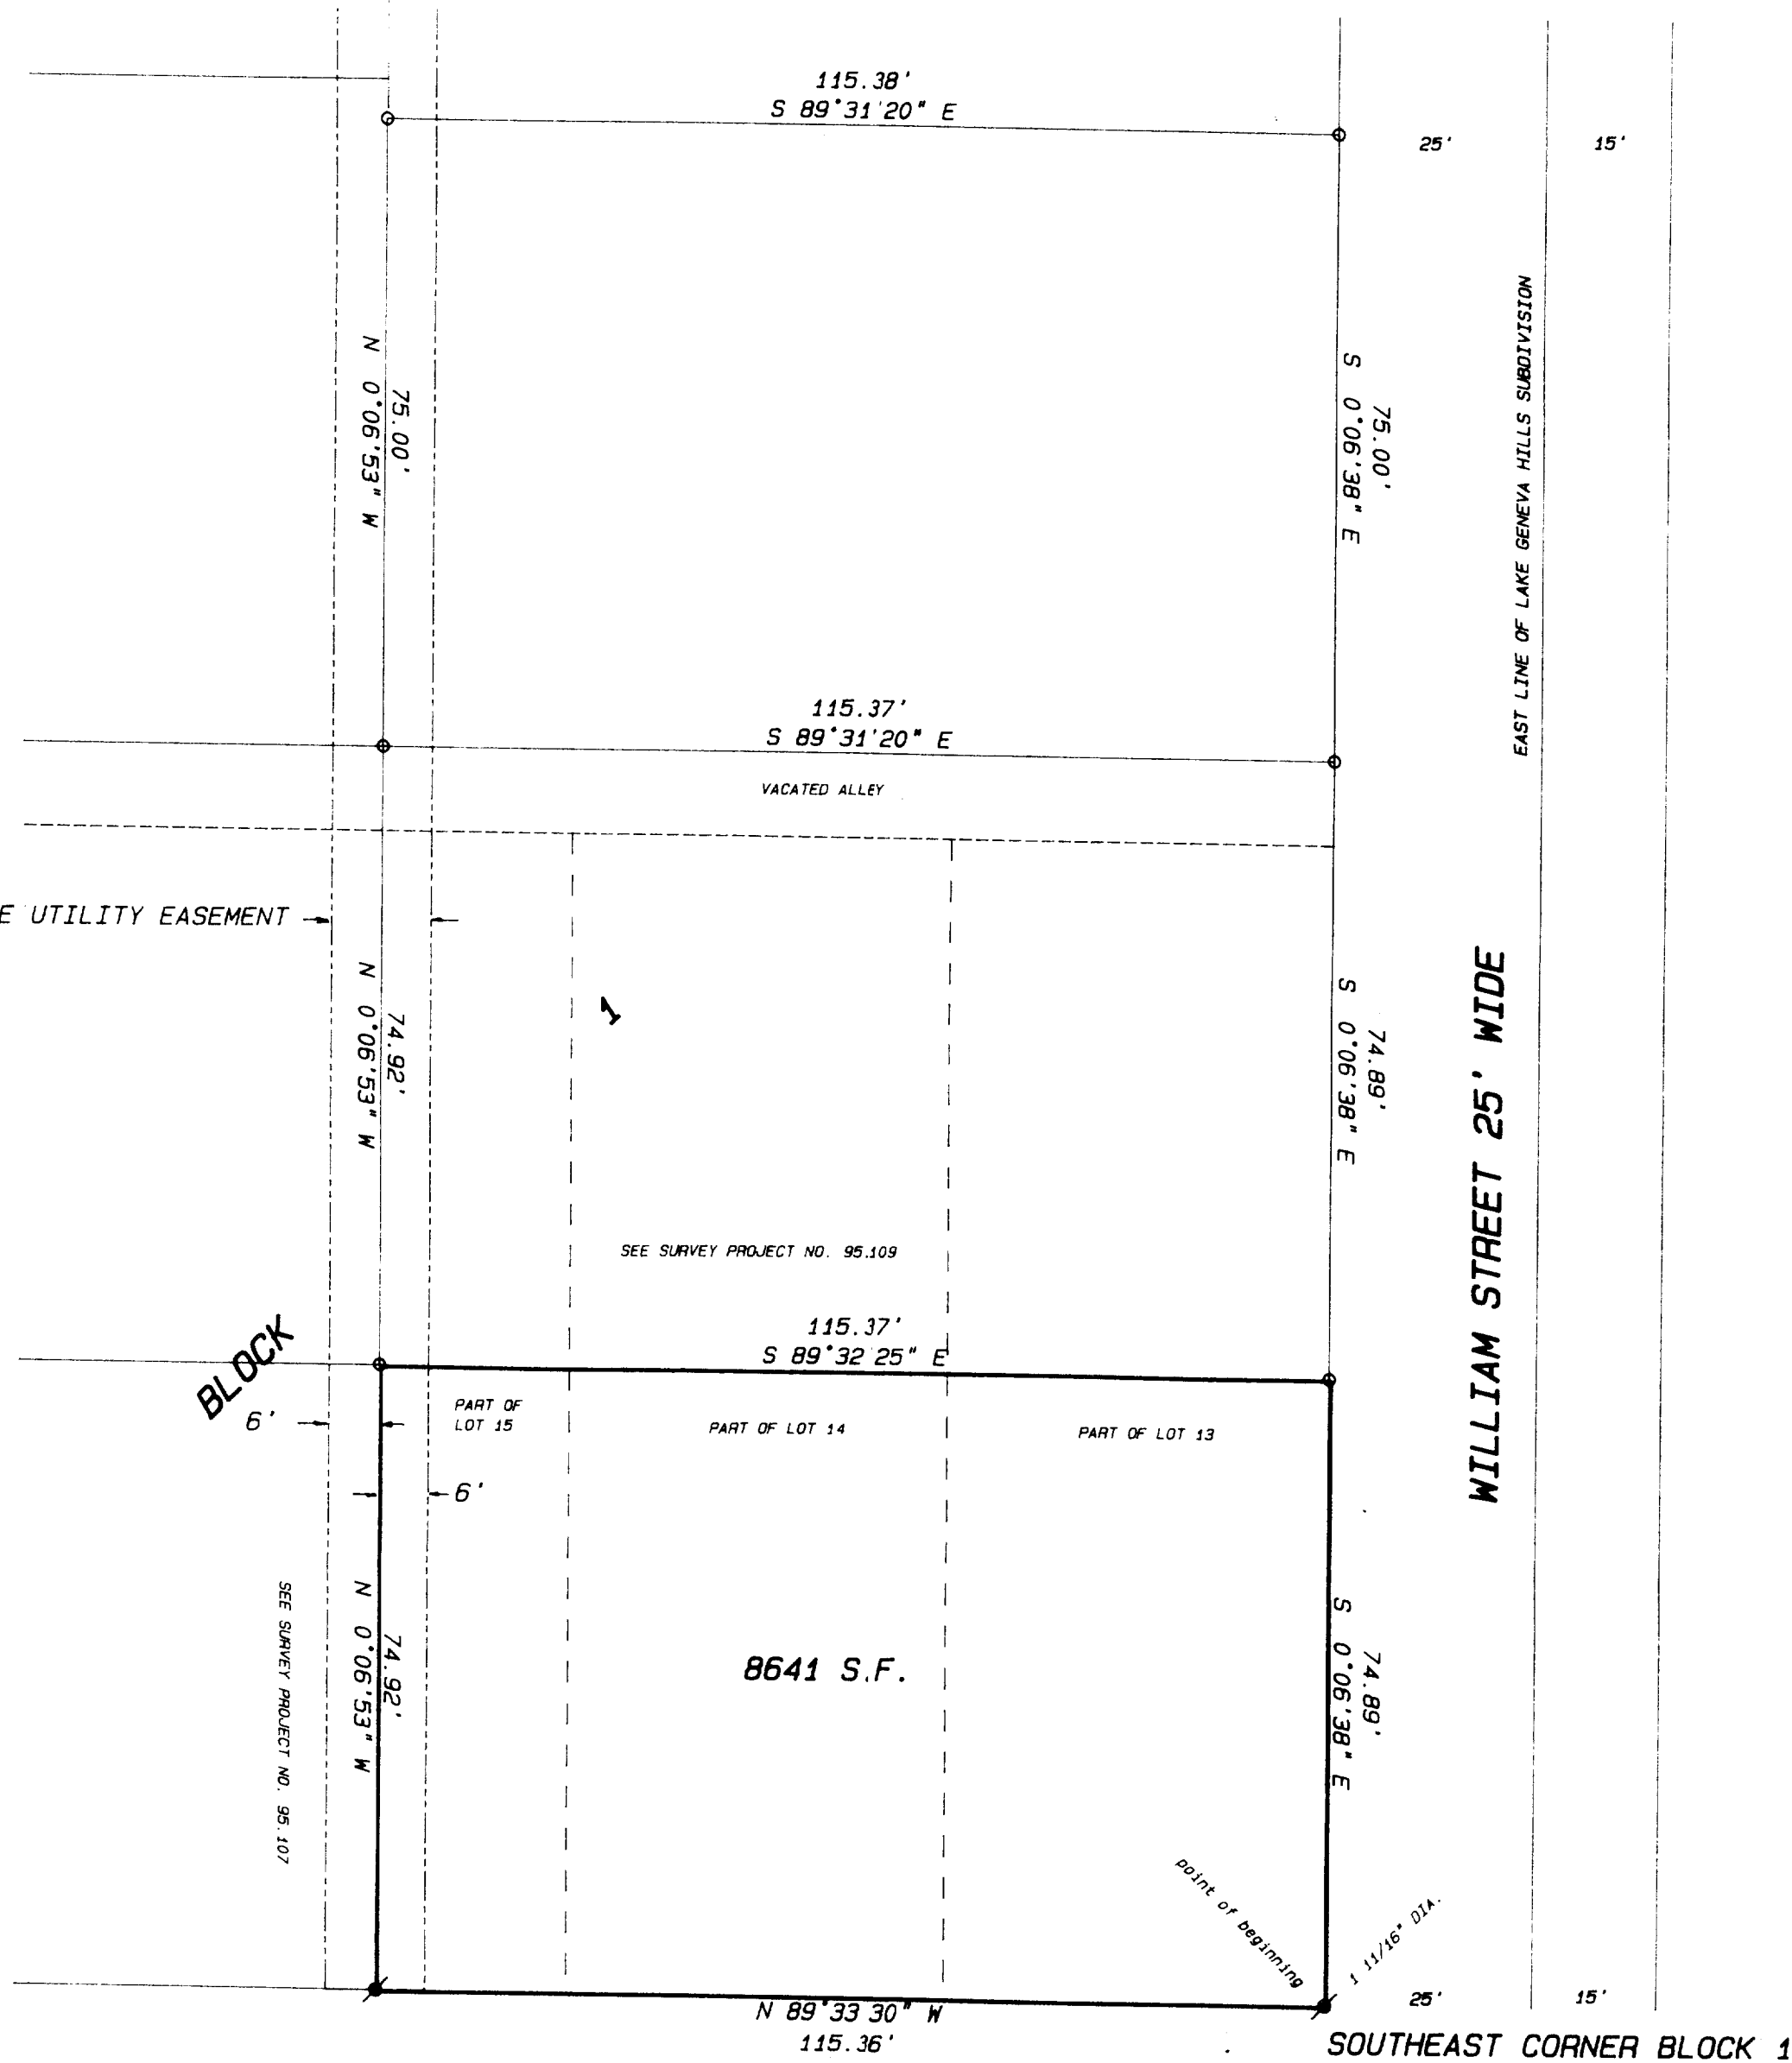 115.38'
S 89°31'20" E
25'
15'
N 0°06'53" W
75.00'
S 0°06'38" E
75.00'
EAST LINE OF LAKE GENEVA HILLS SUBDIVISION
115.37'
S 89°31'20" E
VACATED ALLEY
E UTILITY EASEMENT
N 0°06'53" W
74.92'
1
S 0°06'38" E
74.89'
WILLIAM STREET 25' WIDE
SEE SURVEY PROJECT NO. 95.109
115.37'
S 89°32'25" E
BLOCK
6'
PART OF
LOT 15
PART OF LOT 14
PART OF LOT 13
6'
SEE SURVEY PROJECT NO. 95.107
N 0°06'53" W
74.92'
8641 S.F.
S 0°06'38" E
74.89'
point of beginning
1 11/16" DIA.
N 89°33 30" W
115.36'
25'
15'
SOUTHEAST CORNER BLOCK 1